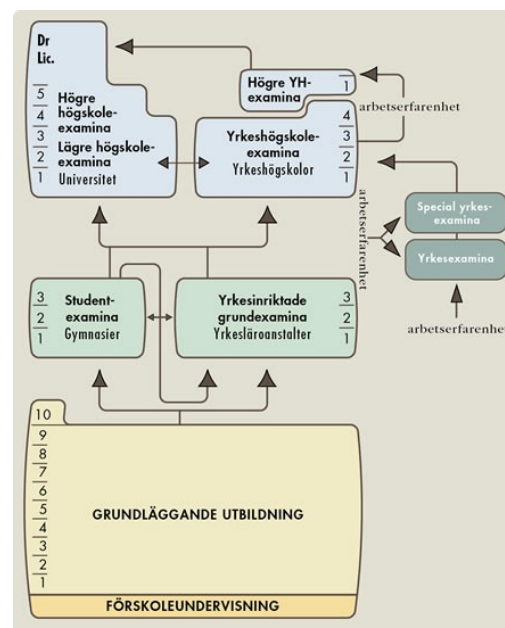 Dr
Lic.
5
4
3
2
1
Högre
högskole-
examina
Lägre högskole-
examina
Universitet
Högre YH-
examina
1
arbetserfarenhet
Yrkeshögskole-
examina
Yrkeshögskolor
4
3
2
1
arbetserfarenhet
Special yrkes-
examina
Yrkesexamina
arbetserfarenhet
3
2
1
Student-
examina
Gymnasier
Yrkesinriktade
grundexamina
Yrkesläroanstalter
3
2
1
10
9
8
7
6
5
4
3
2
1
GRUNDLÄGGANDE UTBILDNING
FÖRSKOLEUNDERVISNING